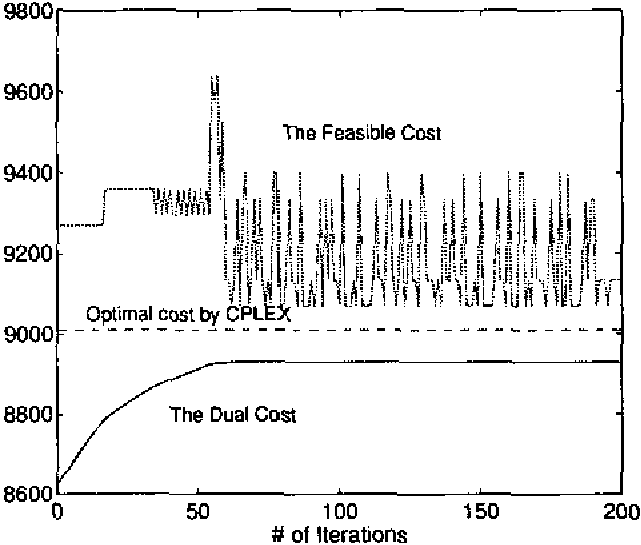 9800
9600
The Feasible Cost
9400
9200
Optimal cost by CPLEX
9000
8800
The Dual Cost
8600
0 50 100 150 200
# of Iterations